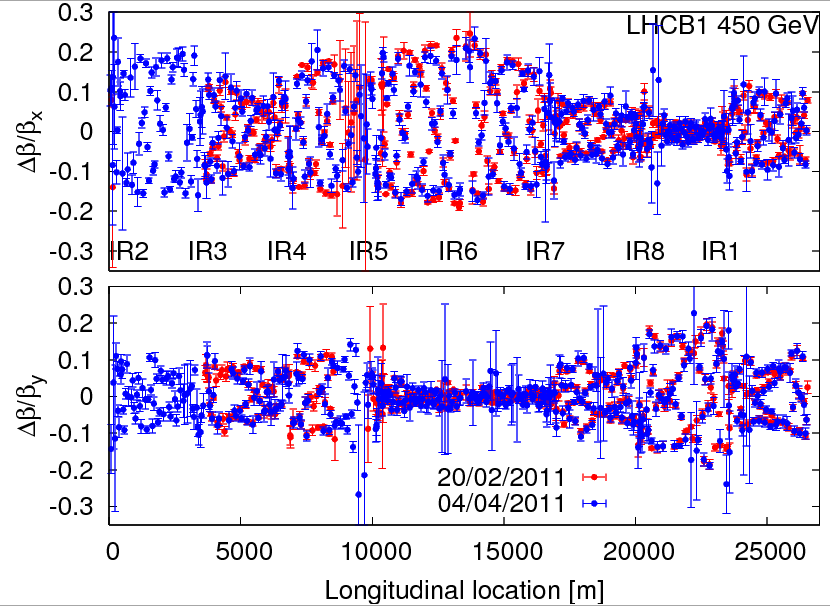 LHCB1 450 GeV
Δβ/βx
0.3
0.2
0.1
0
-0.1
-0.2
-0.3
IR2 IR3 IR4 IR5 IR6 IR7 IR8 IR1
Δβ/βy
0.3
0.2
0.1
0
-0.1
-0.2
-0.3
20/02/2011
04/04/2011
0 5000 10000 15000 20000 25000
Longitudinal location [m]